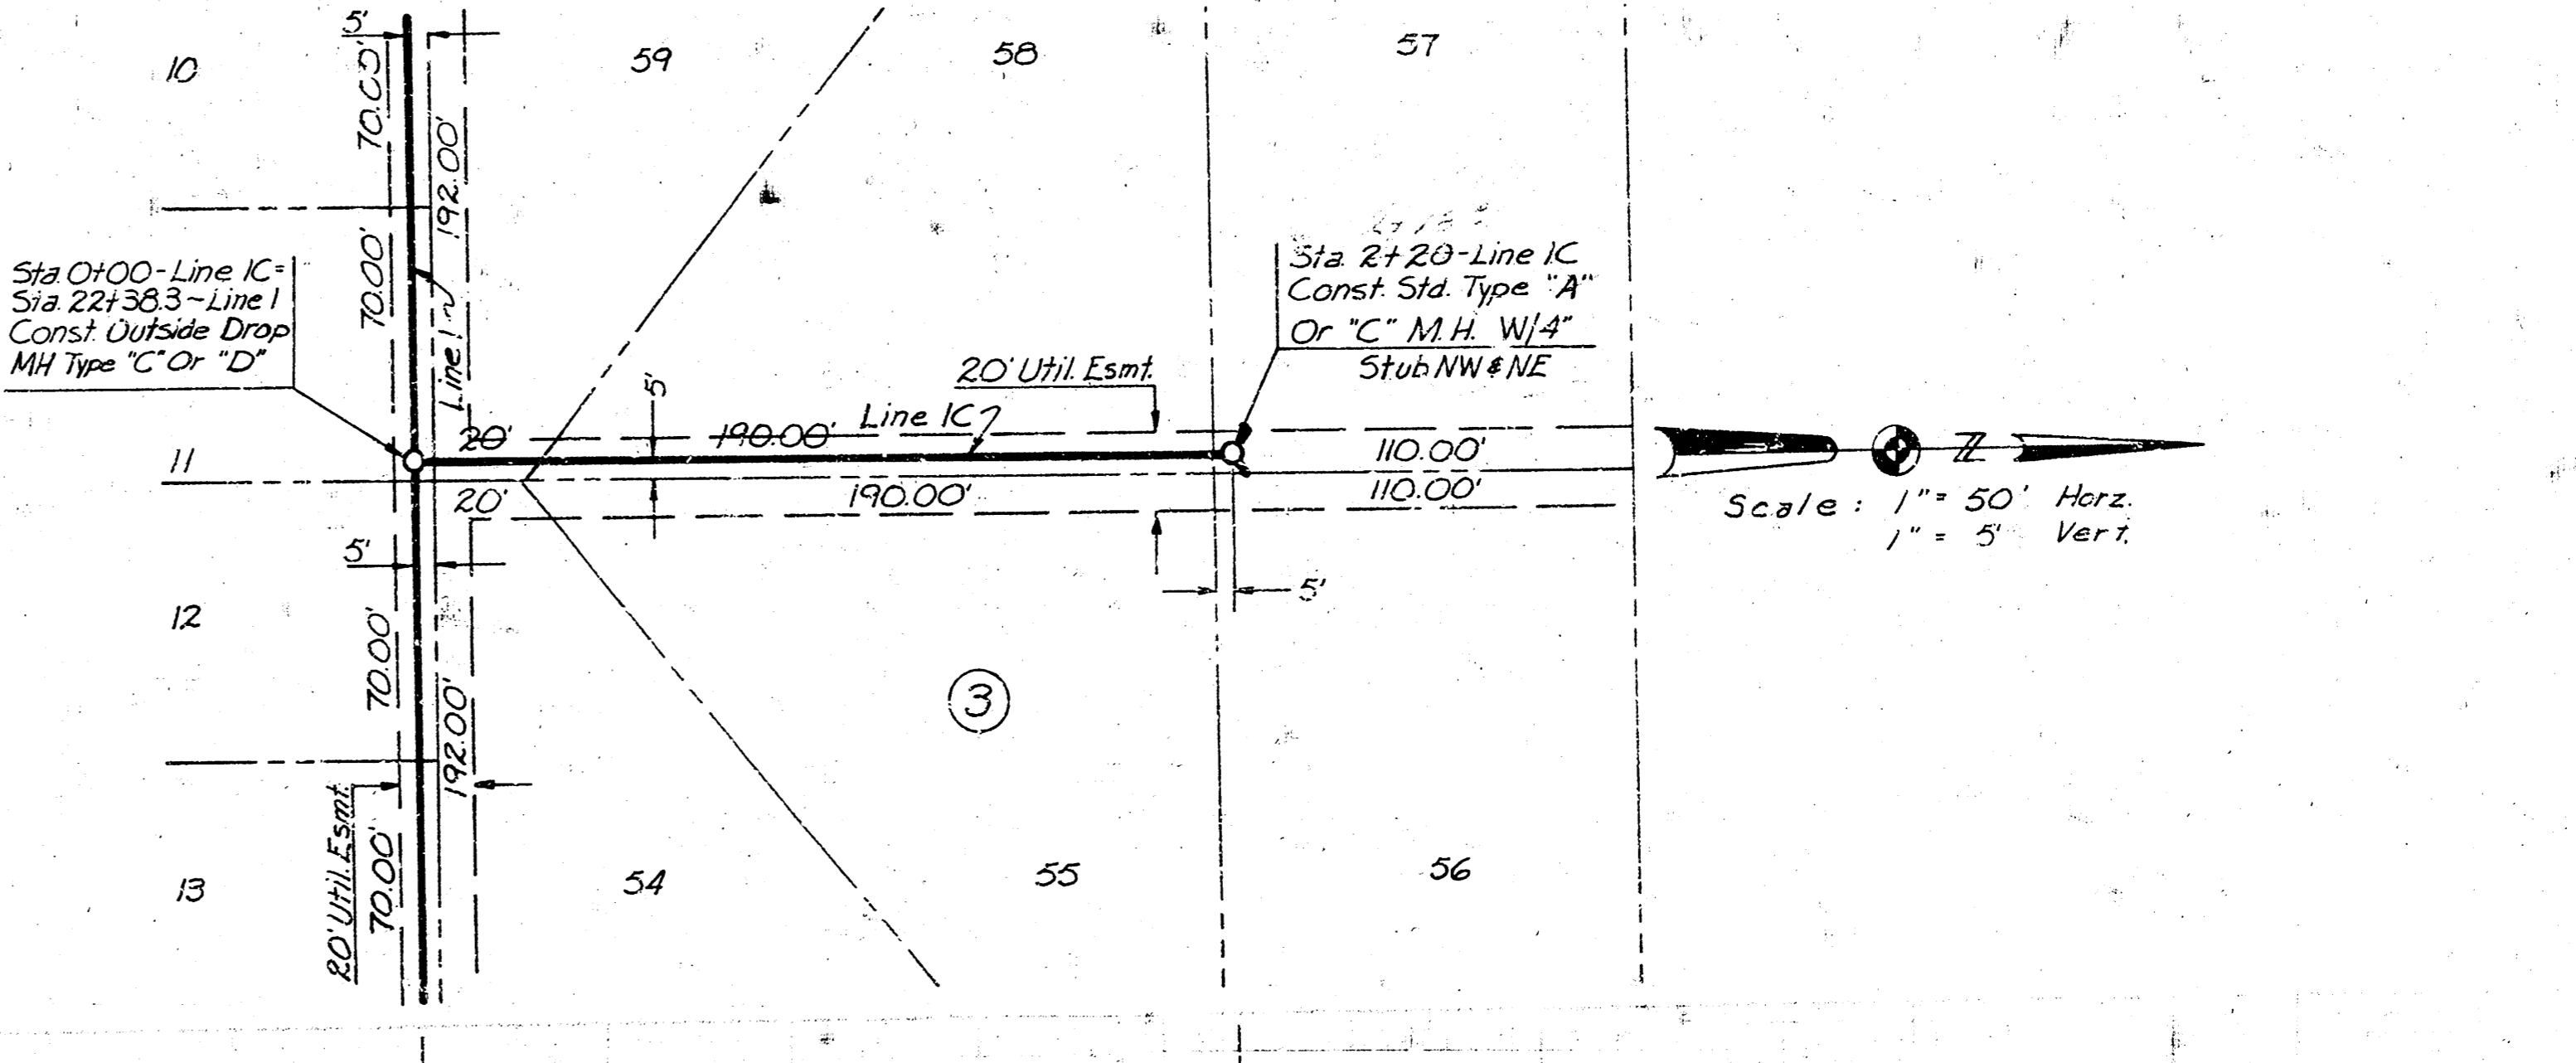 5'
10
70.00'
59
58
57
192.00'
70.00'
Sta. 0+00-Line 1C=
Sta. 22+38.3-Line 1
Const. Outside Drop
MH Type "C" Or "D"
Line 1
Sta. 2+20-Line 1C
Const. Std. Type "A"
Or "C" M.H. W/4"
Stub NW & NE
20' Util. Esmt.
5'
Line 1C
20'
190.00'
110.00'
11
20'
190.00'
110.00'
N
Scale: 1"= 50' Horz.
1" = 5' Vert.
5'
5'
12
70.00'
192.00'
3
20' Util. Esmt.
70.00'
13
54
55
56